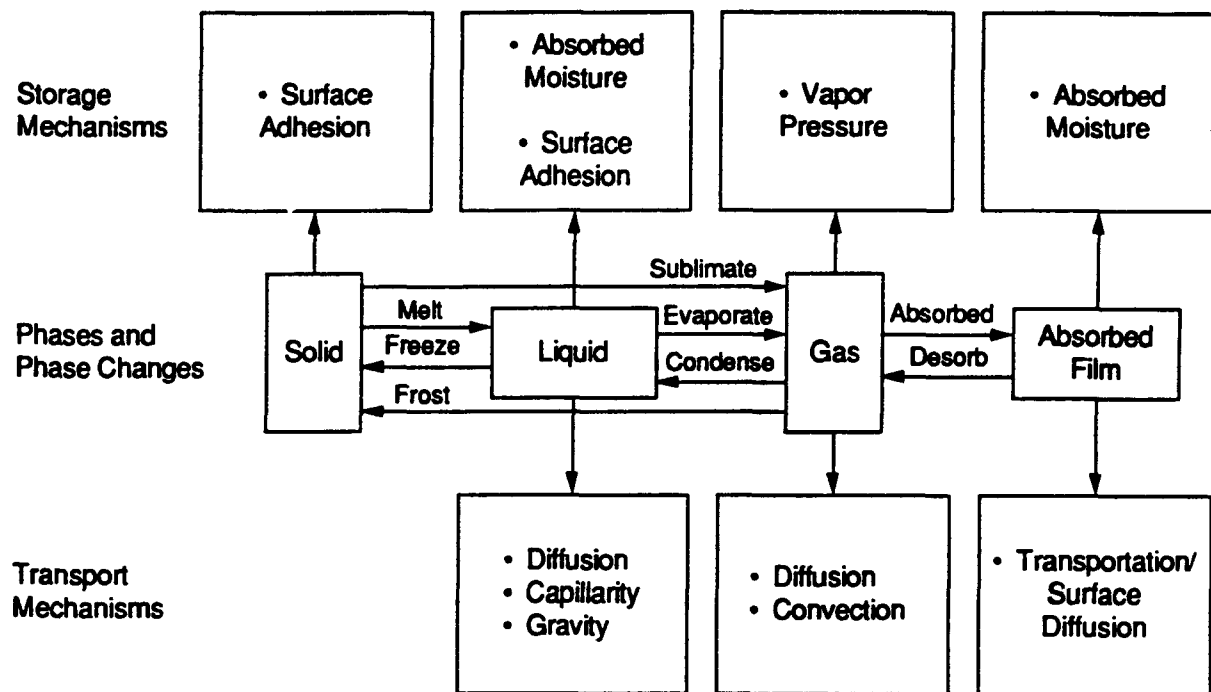 Storage
Mechanisms
• Surface
Adhesion
• Absorbed
Moisture
• Surface
Adhesion
• Vapor
Pressure
• Absorbed
Moisture
Phases and
Phase Changes
Solid
Sublimate
Melt
Freeze
Frost
Liquid
Evaporate
Condense
Gas
Absorbed
Desorb
Absorbed
Film
Transport
Mechanisms
• Diffusion
• Capillarity
• Gravity
• Diffusion
• Convection
• Transportation/
Surface
Diffusion